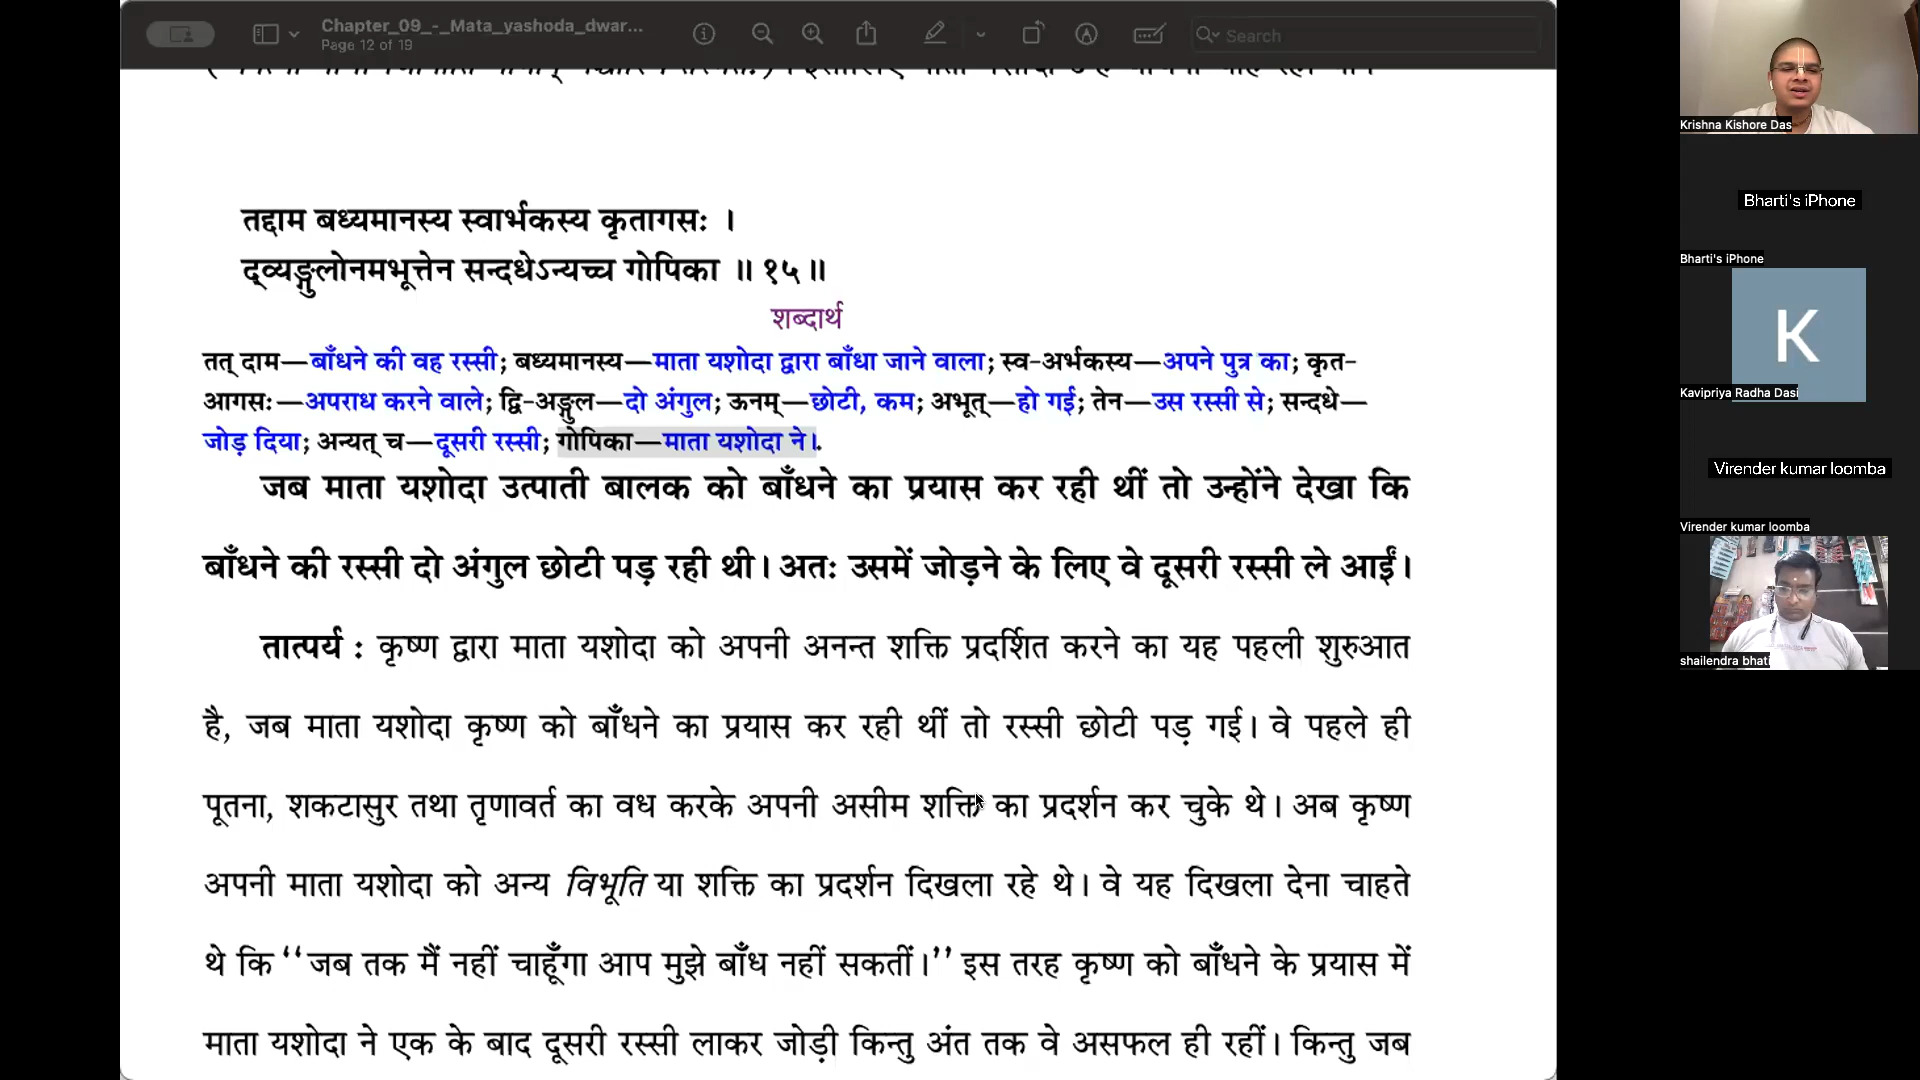 Chapter_09_-_Mata_yashoda_dwar...
Page 12 of 19
Search
तद्दाम बध्यमानस्य स्वार्भकस्य कृतागसः ।
द्व्यङ्गुलोनमभूत्तेन सन्दधेऽन्यच्च गोपिका ॥ १५॥
शब्दार्थ
तत् दाम—बाँधने की वह रस्सी; बध्यमानस्य—माता यशोदा द्वारा बाँधा जाने वाला; स्व-अर्भकस्य—अपने पुत्र का; कृत-
आगसः—अपराध करने वाले; द्वि-अङ्गुल—दो अंगुल; ऊनम्—छोटी, कम; अभूत्—हो गई; तेन—उस रस्सी से; सन्दधे—
जोड़ दिया; अन्यत् च—दूसरी रस्सी; गोपिका—माता यशोदा ने।.
जब माता यशोदा उत्पाती बालक को बाँधने का प्रयास कर रही थीं तो उन्होंने देखा कि
बाँधने की रस्सी दो अंगुल छोटी पड़ रही थी। अतः उसमें जोड़ने के लिए वे दूसरी रस्सी ले आईं।
तात्पर्य : कृष्ण द्वारा माता यशोदा को अपनी अनन्त शक्ति प्रदर्शित करने का यह पहली शुरुआत
है, जब माता यशोदा कृष्ण को बाँधने का प्रयास कर रही थीं तो रस्सी छोटी पड़ गई। वे पहले ही
पूतना, शकटासुर तथा तृणावर्त का वध करके अपनी असीम शक्ति का प्रदर्शन कर चुके थे। अब कृष्ण
अपनी माता यशोदा को अन्य विभूति या शक्ति का प्रदर्शन दिखला रहे थे। वे यह दिखला देना चाहते
थे कि ‘‘जब तक मैं नहीं चाहूँगा आप मुझे बाँध नहीं सकतीं।’’ इस तरह कृष्ण को बाँधने के प्रयास में
माता यशोदा ने एक के बाद दूसरी रस्सी लाकर जोड़ी किन्तु अंत तक वे असफल ही रहीं। किन्तु जब
Krishna Kishore Das
Bharti's iPhone
Bharti's iPhone
K
Kavipriya Radha Dasi
Virender kumar loomba
Virender kumar loomba
shailendra bhati